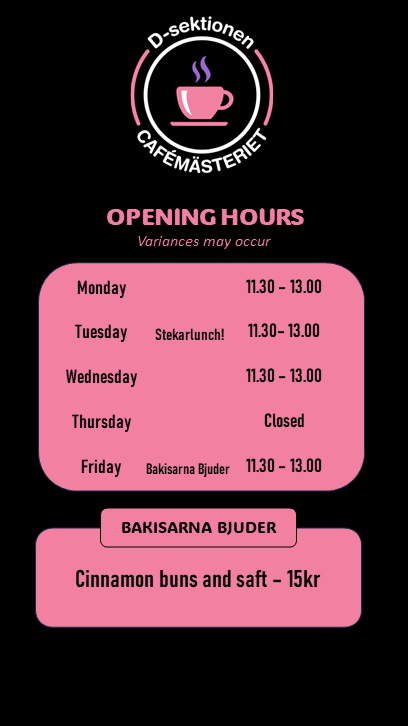 D-sektionen
CAFÉMÄSTERIET
OPENING HOURS
Variances may occur
Monday 11.30 – 13.00
Tuesday Stekarlunch! 11.30– 13.00
Wednesday 11.30 – 13.00
Thursday Closed
Friday Bakisarna Bjuder 11.30 – 13.00
BAKISARNA BJUDER
Cinnamon buns and saft – 15kr